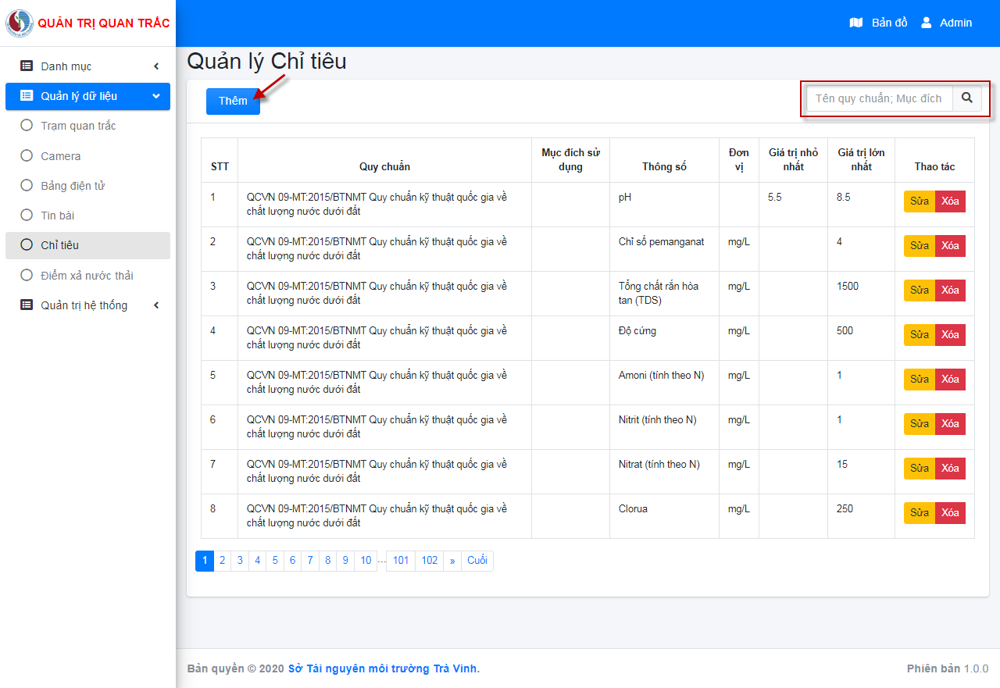 QUẢN TRỊ QUAN TRẮC
Bản đồ
Admin
Danh mục
Quản lý dữ liệu
Trạm quan trắc
Camera
Bảng điện tử
Tin bài
Chỉ tiêu
Điểm xả nước thải
Quản trị hệ thống
Quản lý Chỉ tiêu
Thêm
Tên quy chuẩn; Mục đích
STT Quy chuẩn Mục đích sử dụng Thông số Đơn vị Giá trị nhỏ nhất Giá trị lớn nhất Thao tác
1 QCVN 09-MT:2015/BTNMT Quy chuẩn kỹ thuật quốc gia về pH 5.5 8.5 Sửa Xóa
chất lượng nước dưới đất
2 QCVN 09-MT:2015/BTNMT Quy chuẩn kỹ thuật quốc gia về Chỉ số pemanganat mg/L 4 Sửa Xóa
chất lượng nước dưới đất
3 QCVN 09-MT:2015/BTNMT Quy chuẩn kỹ thuật quốc gia về Tổng chất rắn hòa mg/L 1500 Sửa Xóa
chất lượng nước dưới đất tan (TDS)
4 QCVN 09-MT:2015/BTNMT Quy chuẩn kỹ thuật quốc gia về Độ cứng mg/L 500 Sửa Xóa
chất lượng nước dưới đất
5 QCVN 09-MT:2015/BTNMT Quy chuẩn kỹ thuật quốc gia về Amoni (tính theo N) mg/L 1 Sửa Xóa
chất lượng nước dưới đất
6 QCVN 09-MT:2015/BTNMT Quy chuẩn kỹ thuật quốc gia về Nitrit (tính theo N) mg/L 1 Sửa Xóa
chất lượng nước dưới đất
7 QCVN 09-MT:2015/BTNMT Quy chuẩn kỹ thuật quốc gia về Nitrat (tính theo N) mg/L 15 Sửa Xóa
chất lượng nước dưới đất
8 QCVN 09-MT:2015/BTNMT Quy chuẩn kỹ thuật quốc gia về Clorua mg/L 250 Sửa Xóa
chất lượng nước dưới đất
1 2 3 4 5 6 7 8 9 10 ... 101 102 » Cuối
Bản quyền © 2020 Sở Tài nguyên môi trường Trà Vinh.
Phiên bản 1.0.0